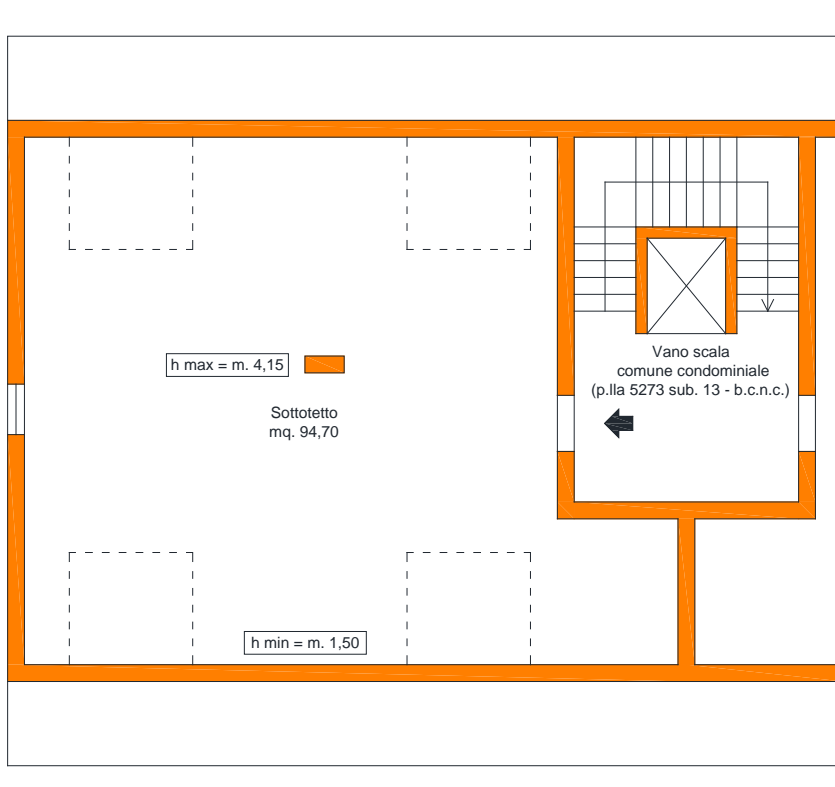 Vano scala
comune condominiale
(p.lla 5273 sub. 13 - b.c.n.c.)
h max = m. 4,15
Sottotetto
mq. 94,70
h min = m. 1,50